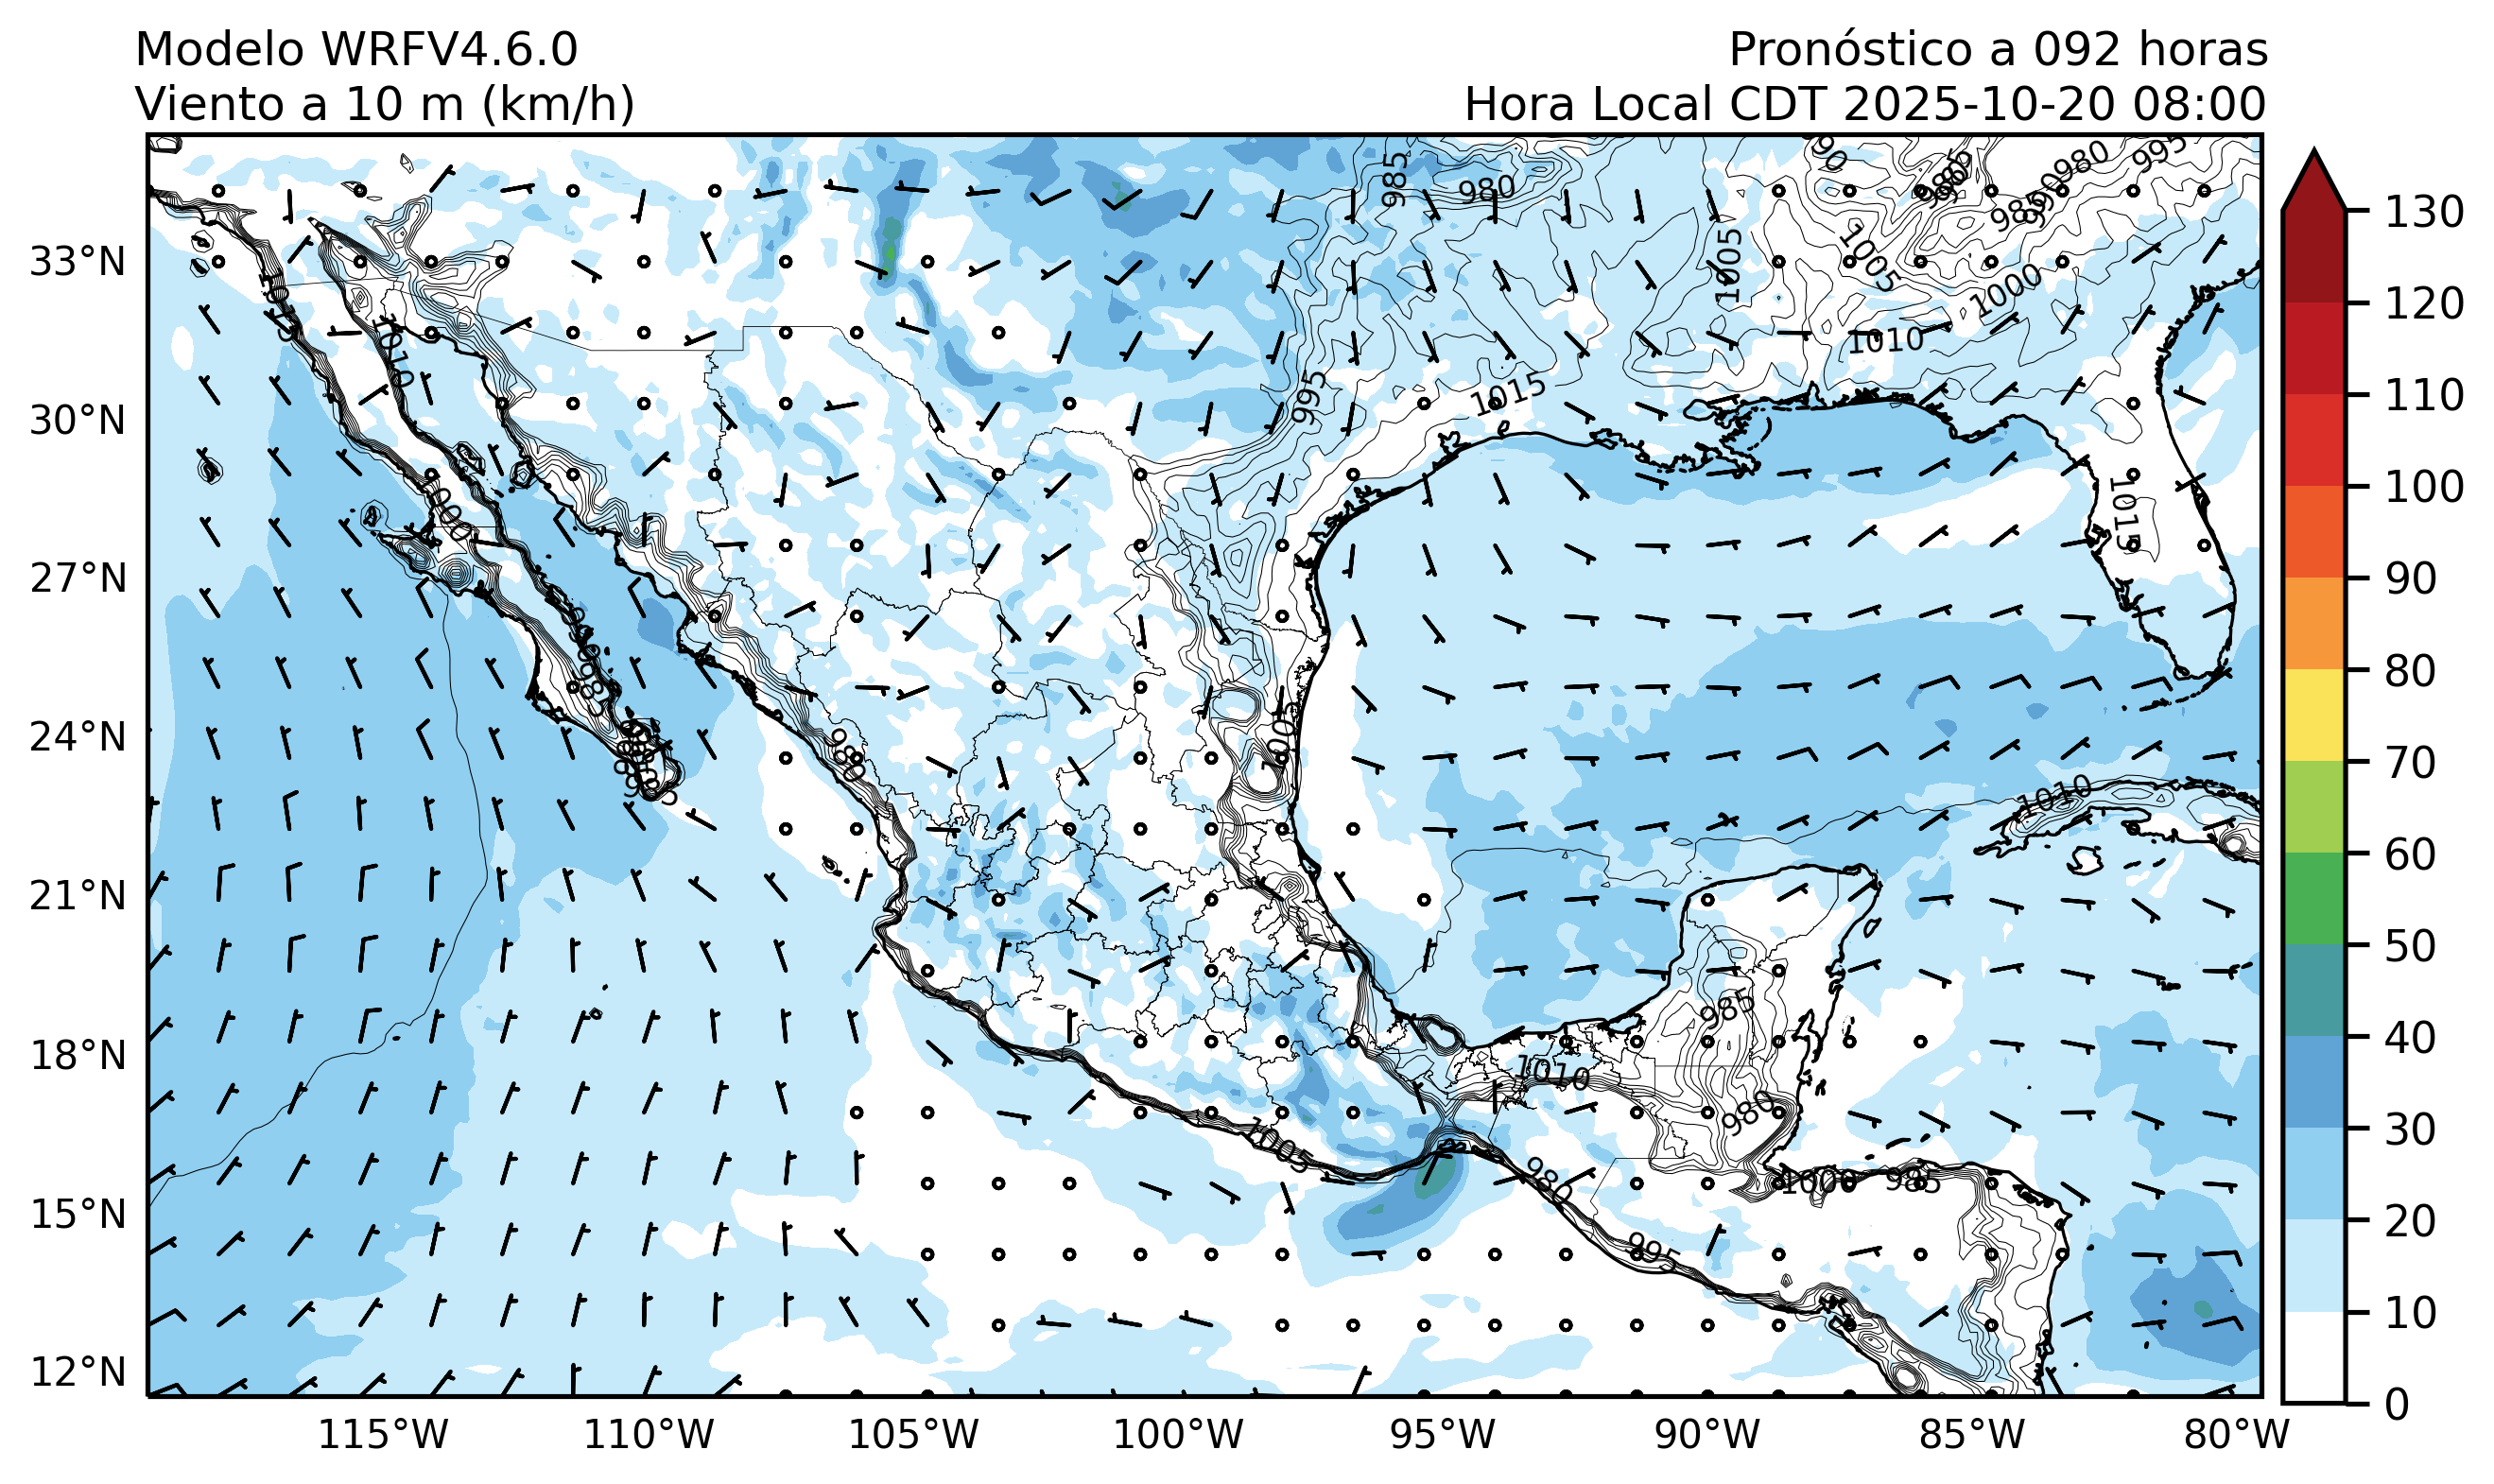 Modelo WRFV4.6.0
Viento a 10 m (km/h)
Pronóstico a 092 horas
Hora Local CDT 2025-10-20 08:00
33°N
30°N
27°N
24°N
21°N
18°N
15°N
12°N
115°W
110°W
105°W
100°W
95°W
90°W
85°W
80°W
130
120
110
100
90
80
70
60
50
40
30
20
10
0
985
980
980
995
985
990
1005
1005
1000
1010
1015
995
1010
1015
1005
980
1010
985
1010
980
1005
980
1000
985
995